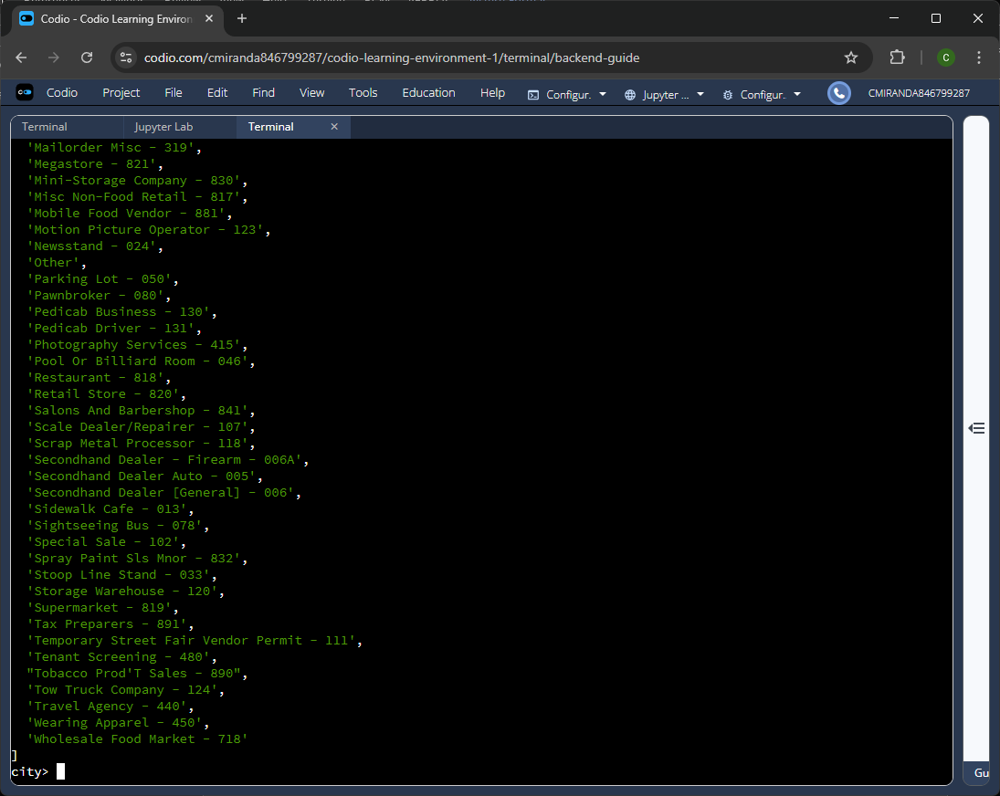 Codio - Codio Learning Environ
codio.com/cmiranda846799287/codio-learning-environment-1/terminal/backend-guide
C
Codio Project File Edit Find View Tools Education Help Configur. Jupyter ... Configur.. CMIRANDA846799287
Terminal Jupyter Lab Terminal
'Mailorder Misc - 319',
'Megastore - 821',
'Mini-Storage Company - 830',
'Misc Non-Food Retail - 817',
'Mobile Food Vendor - 881',
'Motion Picture Operator - 123',
'Newsstand - 024',
'Other',
'Parking Lot - 050',
'Pawnbroker - 080',
'Pedicab Business - 130',
'Pedicab Driver - 131',
'Photography Services - 415',
'Pool Or Billiard Room - 046',
'Restaurant - 818',
'Retail Store - 820',
'Salons And Barbershop - 841',
'Scale Dealer/Repairer - 107',
'Scrap Metal Processor - 118',
'Secondhand Dealer - Firearm - 006A',
'Secondhand Dealer Auto - 005',
'Secondhand Dealer [General] - 006',
'Sidewalk Cafe - 013',
'Sightseeing Bus - 078',
'Special Sale - 102',
'Spray Paint Sls Mnor - 832',
'Stoop Line Stand - 033',
'Storage Warehouse - 120',
'Supermarket - 819',
'Tax Preparers - 891',
'Temporary Street Fair Vendor Permit - 111',
'Tenant Screening - 480',
"Tobacco Prod'T Sales - 890",
'Tow Truck Company - 124',
'Travel Agency - 440',
'Wearing Apparel - 450',
'Wholesale Food Market - 718'
]
city>
Gu